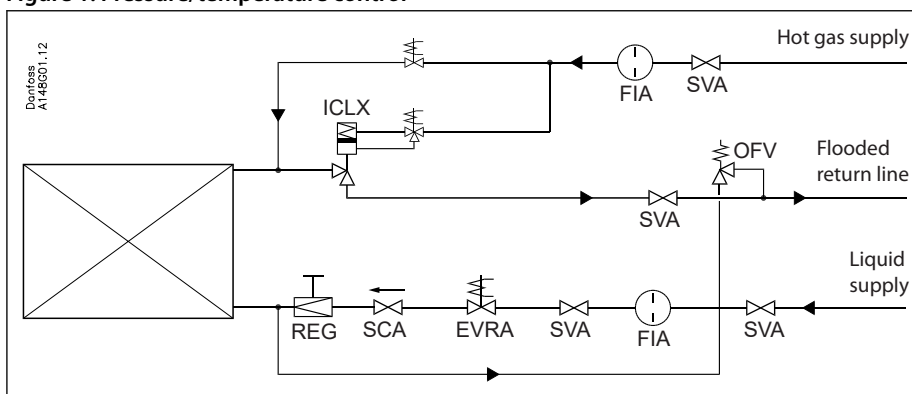 Figure 1: Pressure/temperature control
Danfoss
A148G01.12
Hot gas supply
FIA
SVA
ICLX
OFV
Flooded
return line
SVA
Liquid
supply
REG
SCA
EVRA
SVA
FIA
SVA